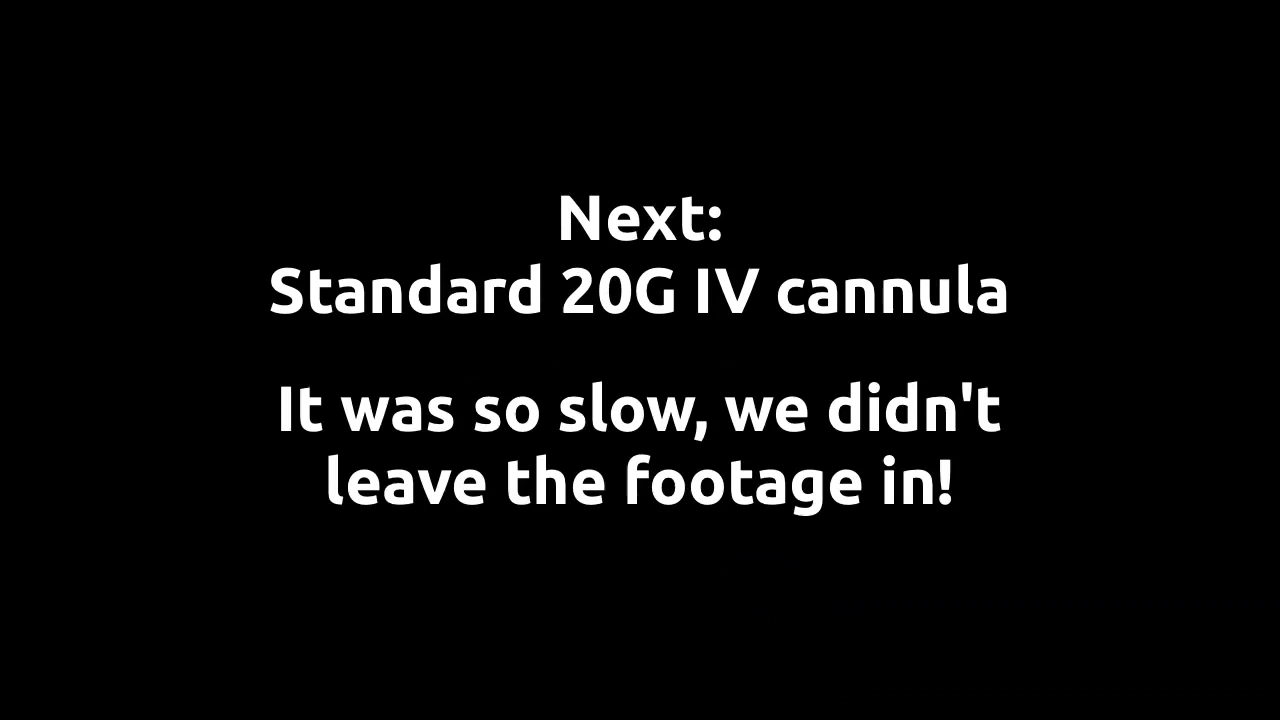 Next:
Standard 20G IV cannula
It was so slow, we didn't
leave the footage in!